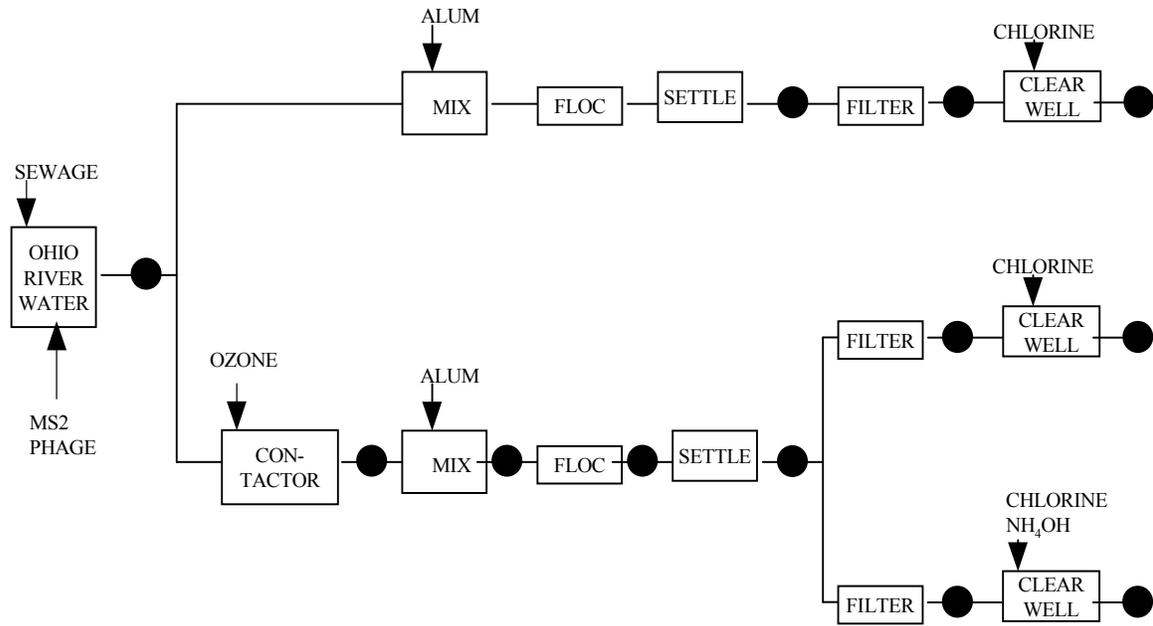 ALUM
CHLORINE
MIX
FLOC
SETTLE
FILTER
CLEAR
WELL
SEWAGE
OHIO
RIVER
WATER
MS2
PHAGE
OZONE
CON-
TACTOR
ALUM
MIX
FLOC
SETTLE
CHLORINE
FILTER
CLEAR
WELL
CHLORINE
NH₄OH
FILTER
CLEAR
WELL